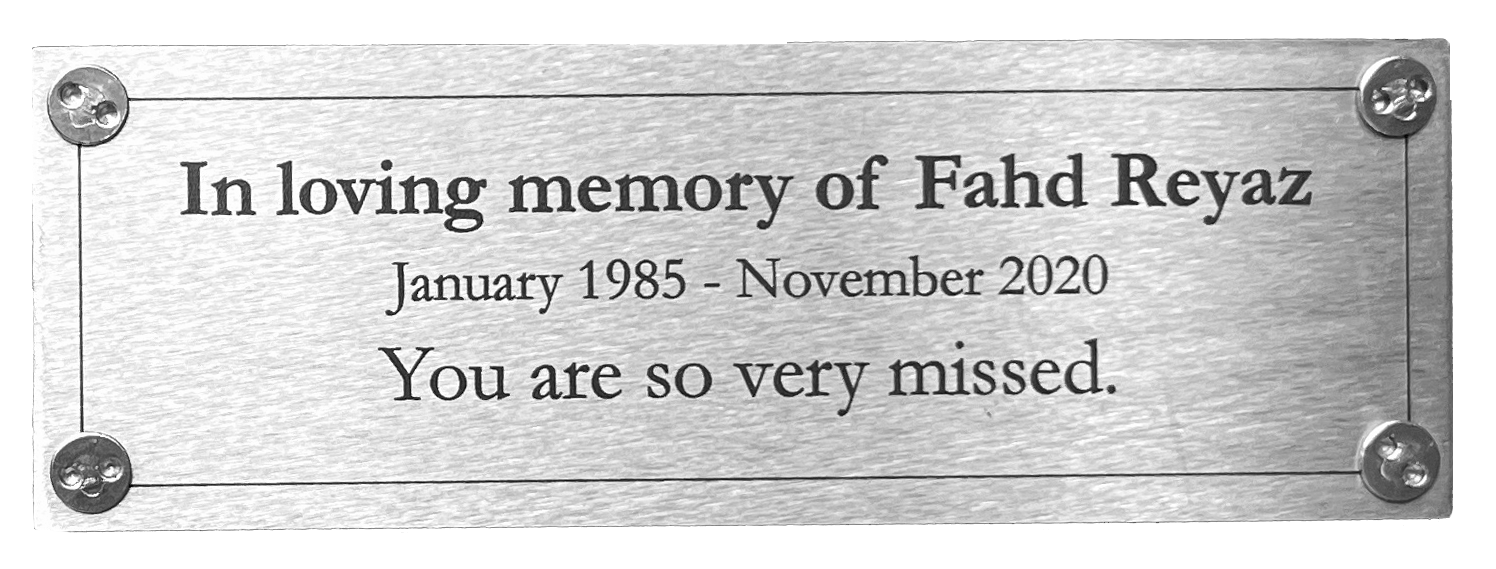 In loving memory of Fahd Reyaz
January 1985 - November 2020
You are so very missed.